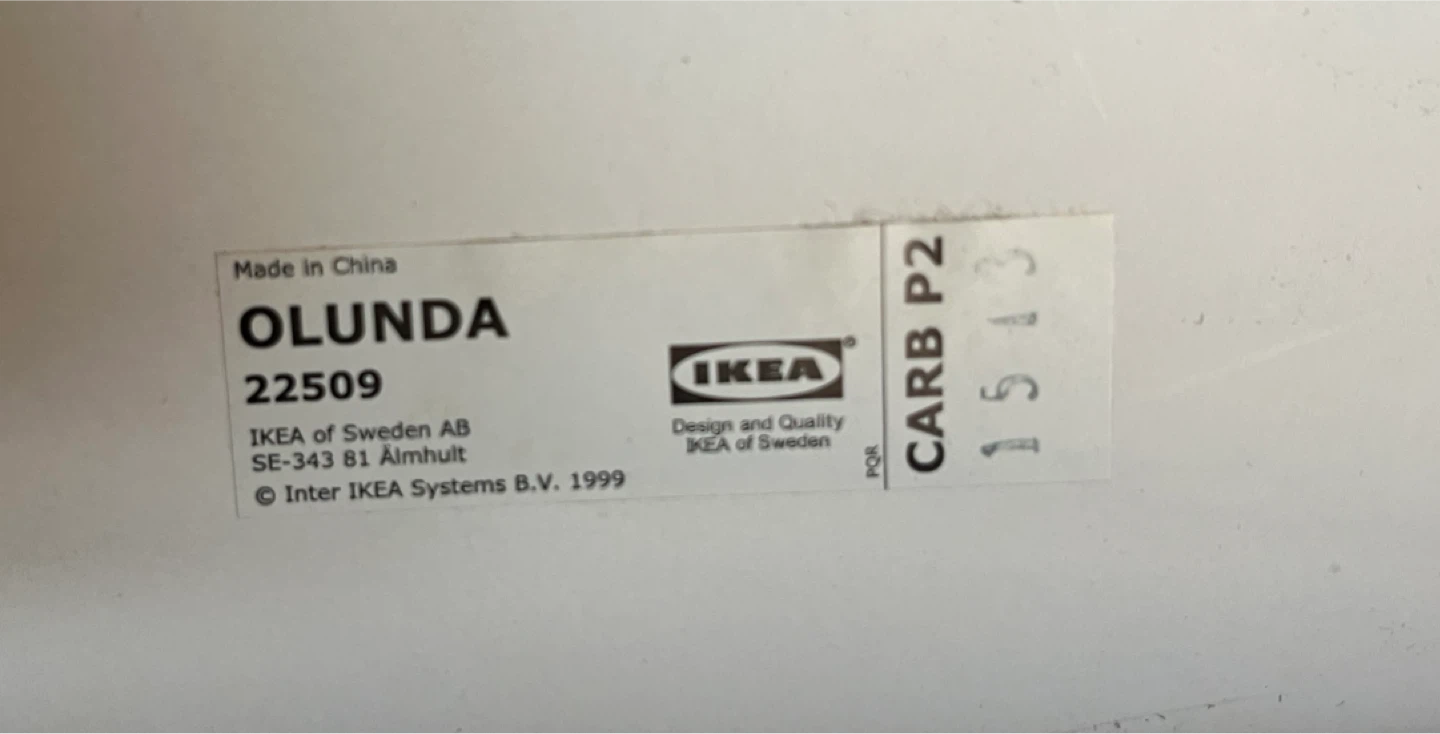 Made in China
OLUNDA
22509
IKEA of Sweden AB
SE-343 81 Älmhult
© Inter IKEA Systems B.V. 1999
IKEA®
Design and Quality
IKEA of Sweden
PQR
CARB P2
1513